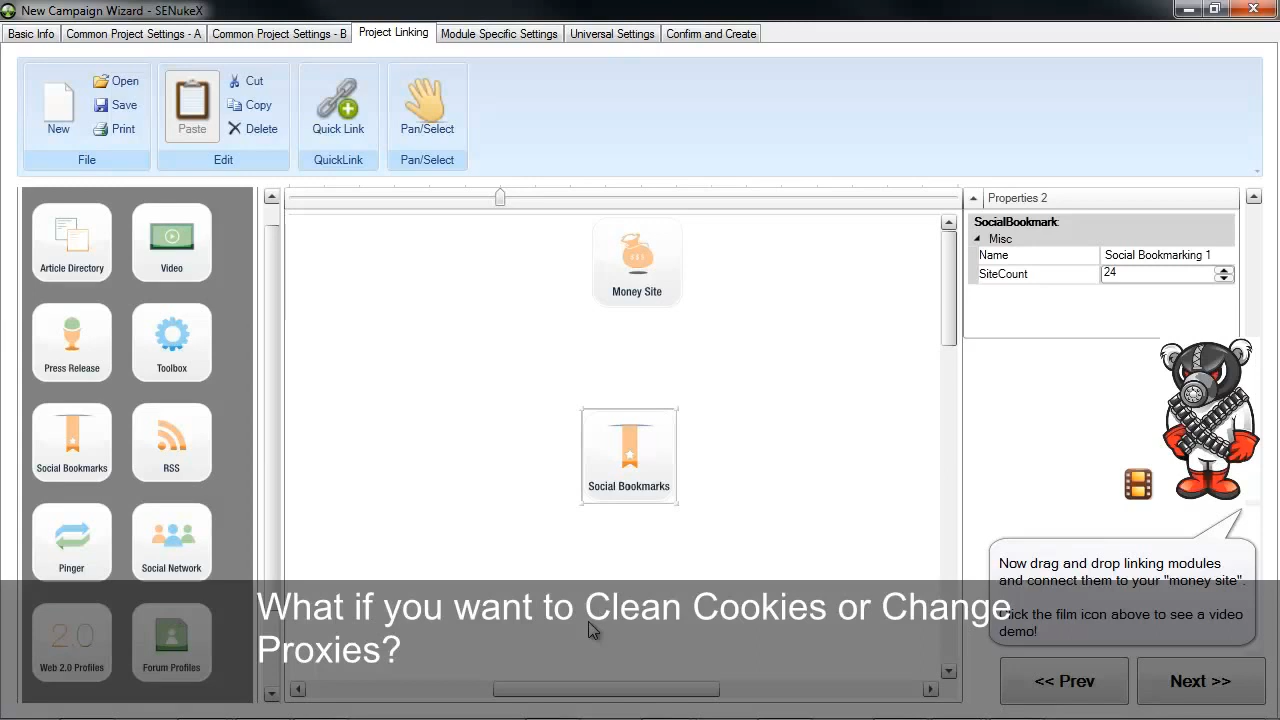 New Campaign Wizard - SENukeX
Basic Info
Common Project Settings - A
Common Project Settings - B
Project Linking
Module Specific Settings
Universal Settings
Confirm and Create
New
Open
Save
Print
File
Paste
Cut
Copy
Delete
Edit
Quick Link
QuickLink
Pan/Select
Pan/Select
Article Directory
Video
Press Release
Toolbox
Social Bookmarks
RSS
Pinger
Social Network
2.0
Web 2.0 Profiles
Forum Profiles
Money Site
Social Bookmarks
Properties 2
SocialBookmark
Misc
Name Social Bookmarking 1
SiteCount 24
Now drag and drop linking modules
and connect them to your "money site".
Click the film icon above to see a video
demo!
What if you want to Clean Cookies or Change
Proxies?
<< Prev
Next >>